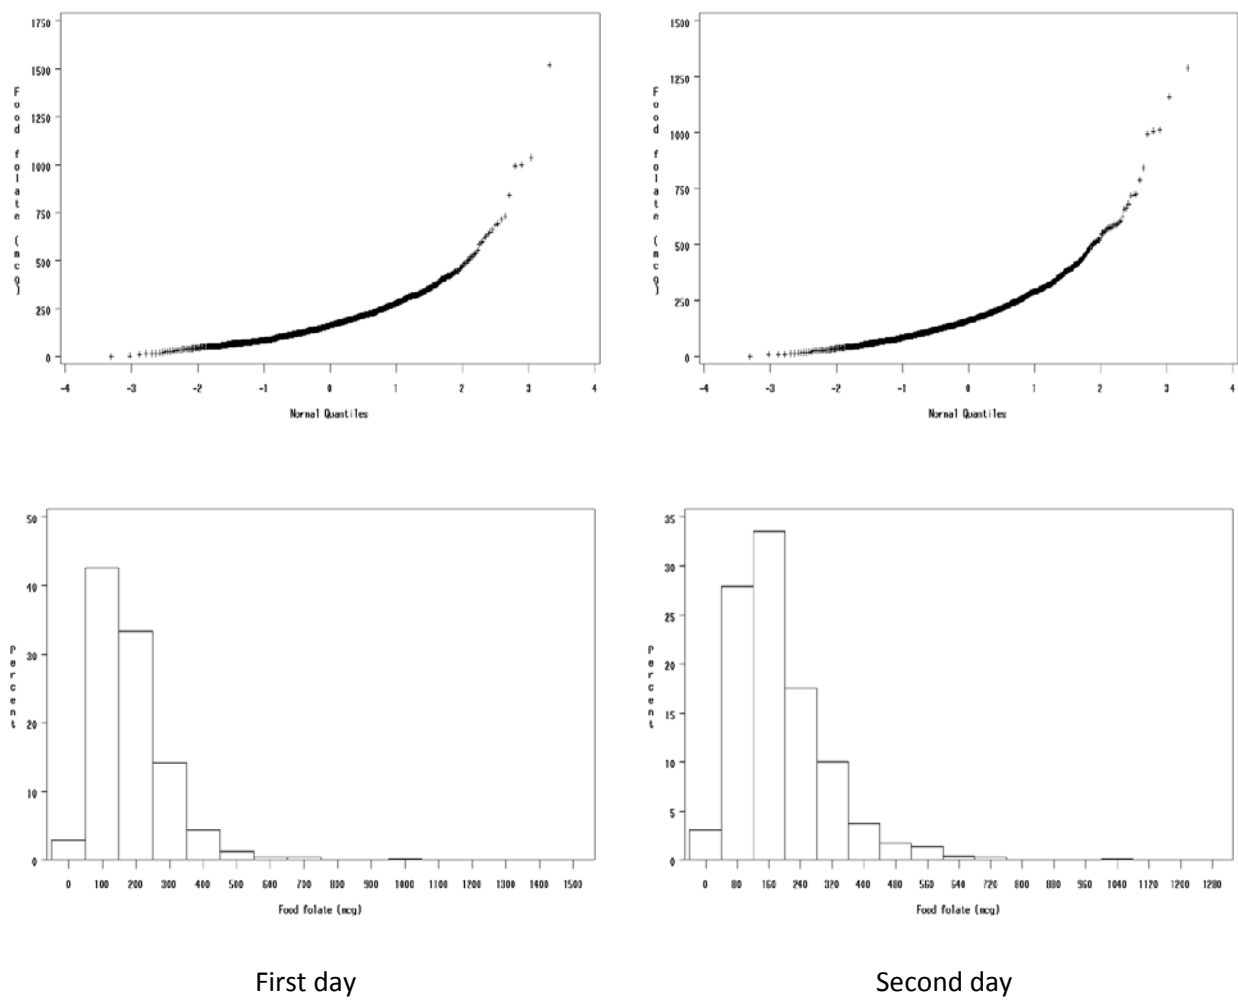 1750
1500
1250
1000
750
500
250
0
Food folate (mcg)
-4 -3 -2 -1 0 1 2 3 4
Normal Quantiles
1500
1250
1000
750
500
250
0
Food folate (mcg)
-4 -3 -2 -1 0 1 2 3 4
Normal Quantiles
50
40
30
20
10
0
Percent
0 100 200 300 400 500 600 700 800 900 1000 1100 1200 1300 1400 1500
Food folate (mcg)
35
30
25
20
15
10
5
0
Percent
0 80 160 240 320 400 480 560 640 720 800 880 960 1040 1120 1200 1280
Food folate (mcg)
First day
Second day